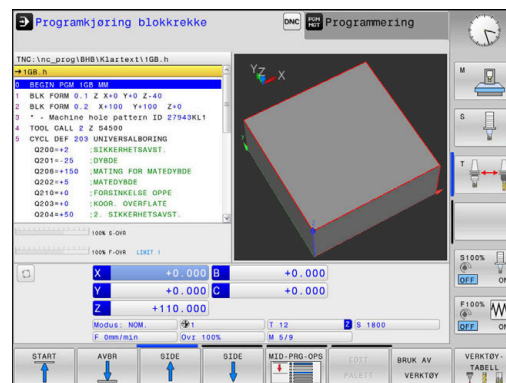 Programkjøring blokkrekke
DNC
PGM MGT
Programmering
TNC:\nc_prog\BHB\Klartext\1GB.h
→1GB.h
0 BEGIN PGM 1GB MM
1 BLK FORM 0.1 Z X+0 Y+0 Z-40
2 BLK FORM 0.2 X+100 Y+100 Z+0
3 * - Machine hole pattern ID 27943KL1
4 TOOL CALL 2 Z S4500
5 CYCL DEF 203 UNIVERSALBORING
Q200=+2 ;SIKKERHETSAVST.
Q201=-25 ;DYBDE
Q206=+150 ;MATING FOR MATEDYBDE
Q202=+5 ;MATEDYBDE
Q210=+0 ;FORSINKELSE OPPE
Q203=+0 ;KOOR. OVERFLATE
Q204=+50 ;2. SIKKERHETSAVST.
Y Z X
100% S-OVR
100% F-OVR LIMIT 1
X +0.000 B +0.000
Y +0.000 C +0.000
Z +110.000
Modus: NOM. 1 T 12 Z S 1800
F 0mm/min Ovr 100% M 5/9
M
S
T
S100%
OFF ON
F100%
OFF ON
START
AVBR
SIDE
SIDE
MID-PRG-OPS
EDIT PALETT
BRUK AV VERKTØY
VERKTØY-TABELL